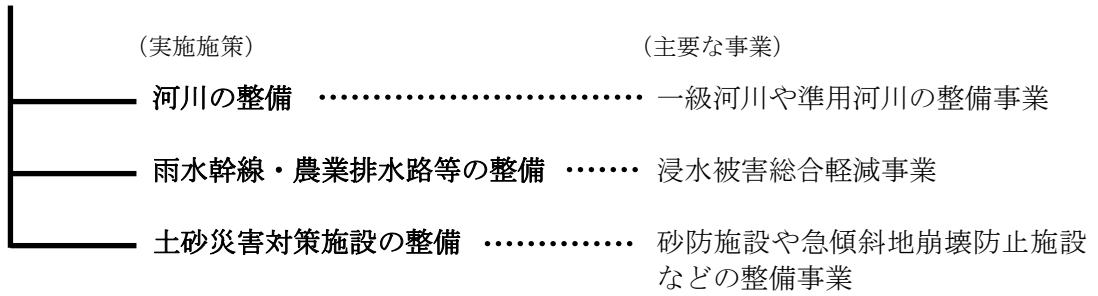 （実施施策） （主要な事業）
河川の整備 ･･････････････････････････････ 一級河川や準用河川の整備事業
雨水幹線・農業排水路等の整備 ･･･････ 浸水被害総合軽減事業
土砂災害対策施設の整備 ･･････････････ 砂防施設や急傾斜地崩壊防止施設
などの整備事業